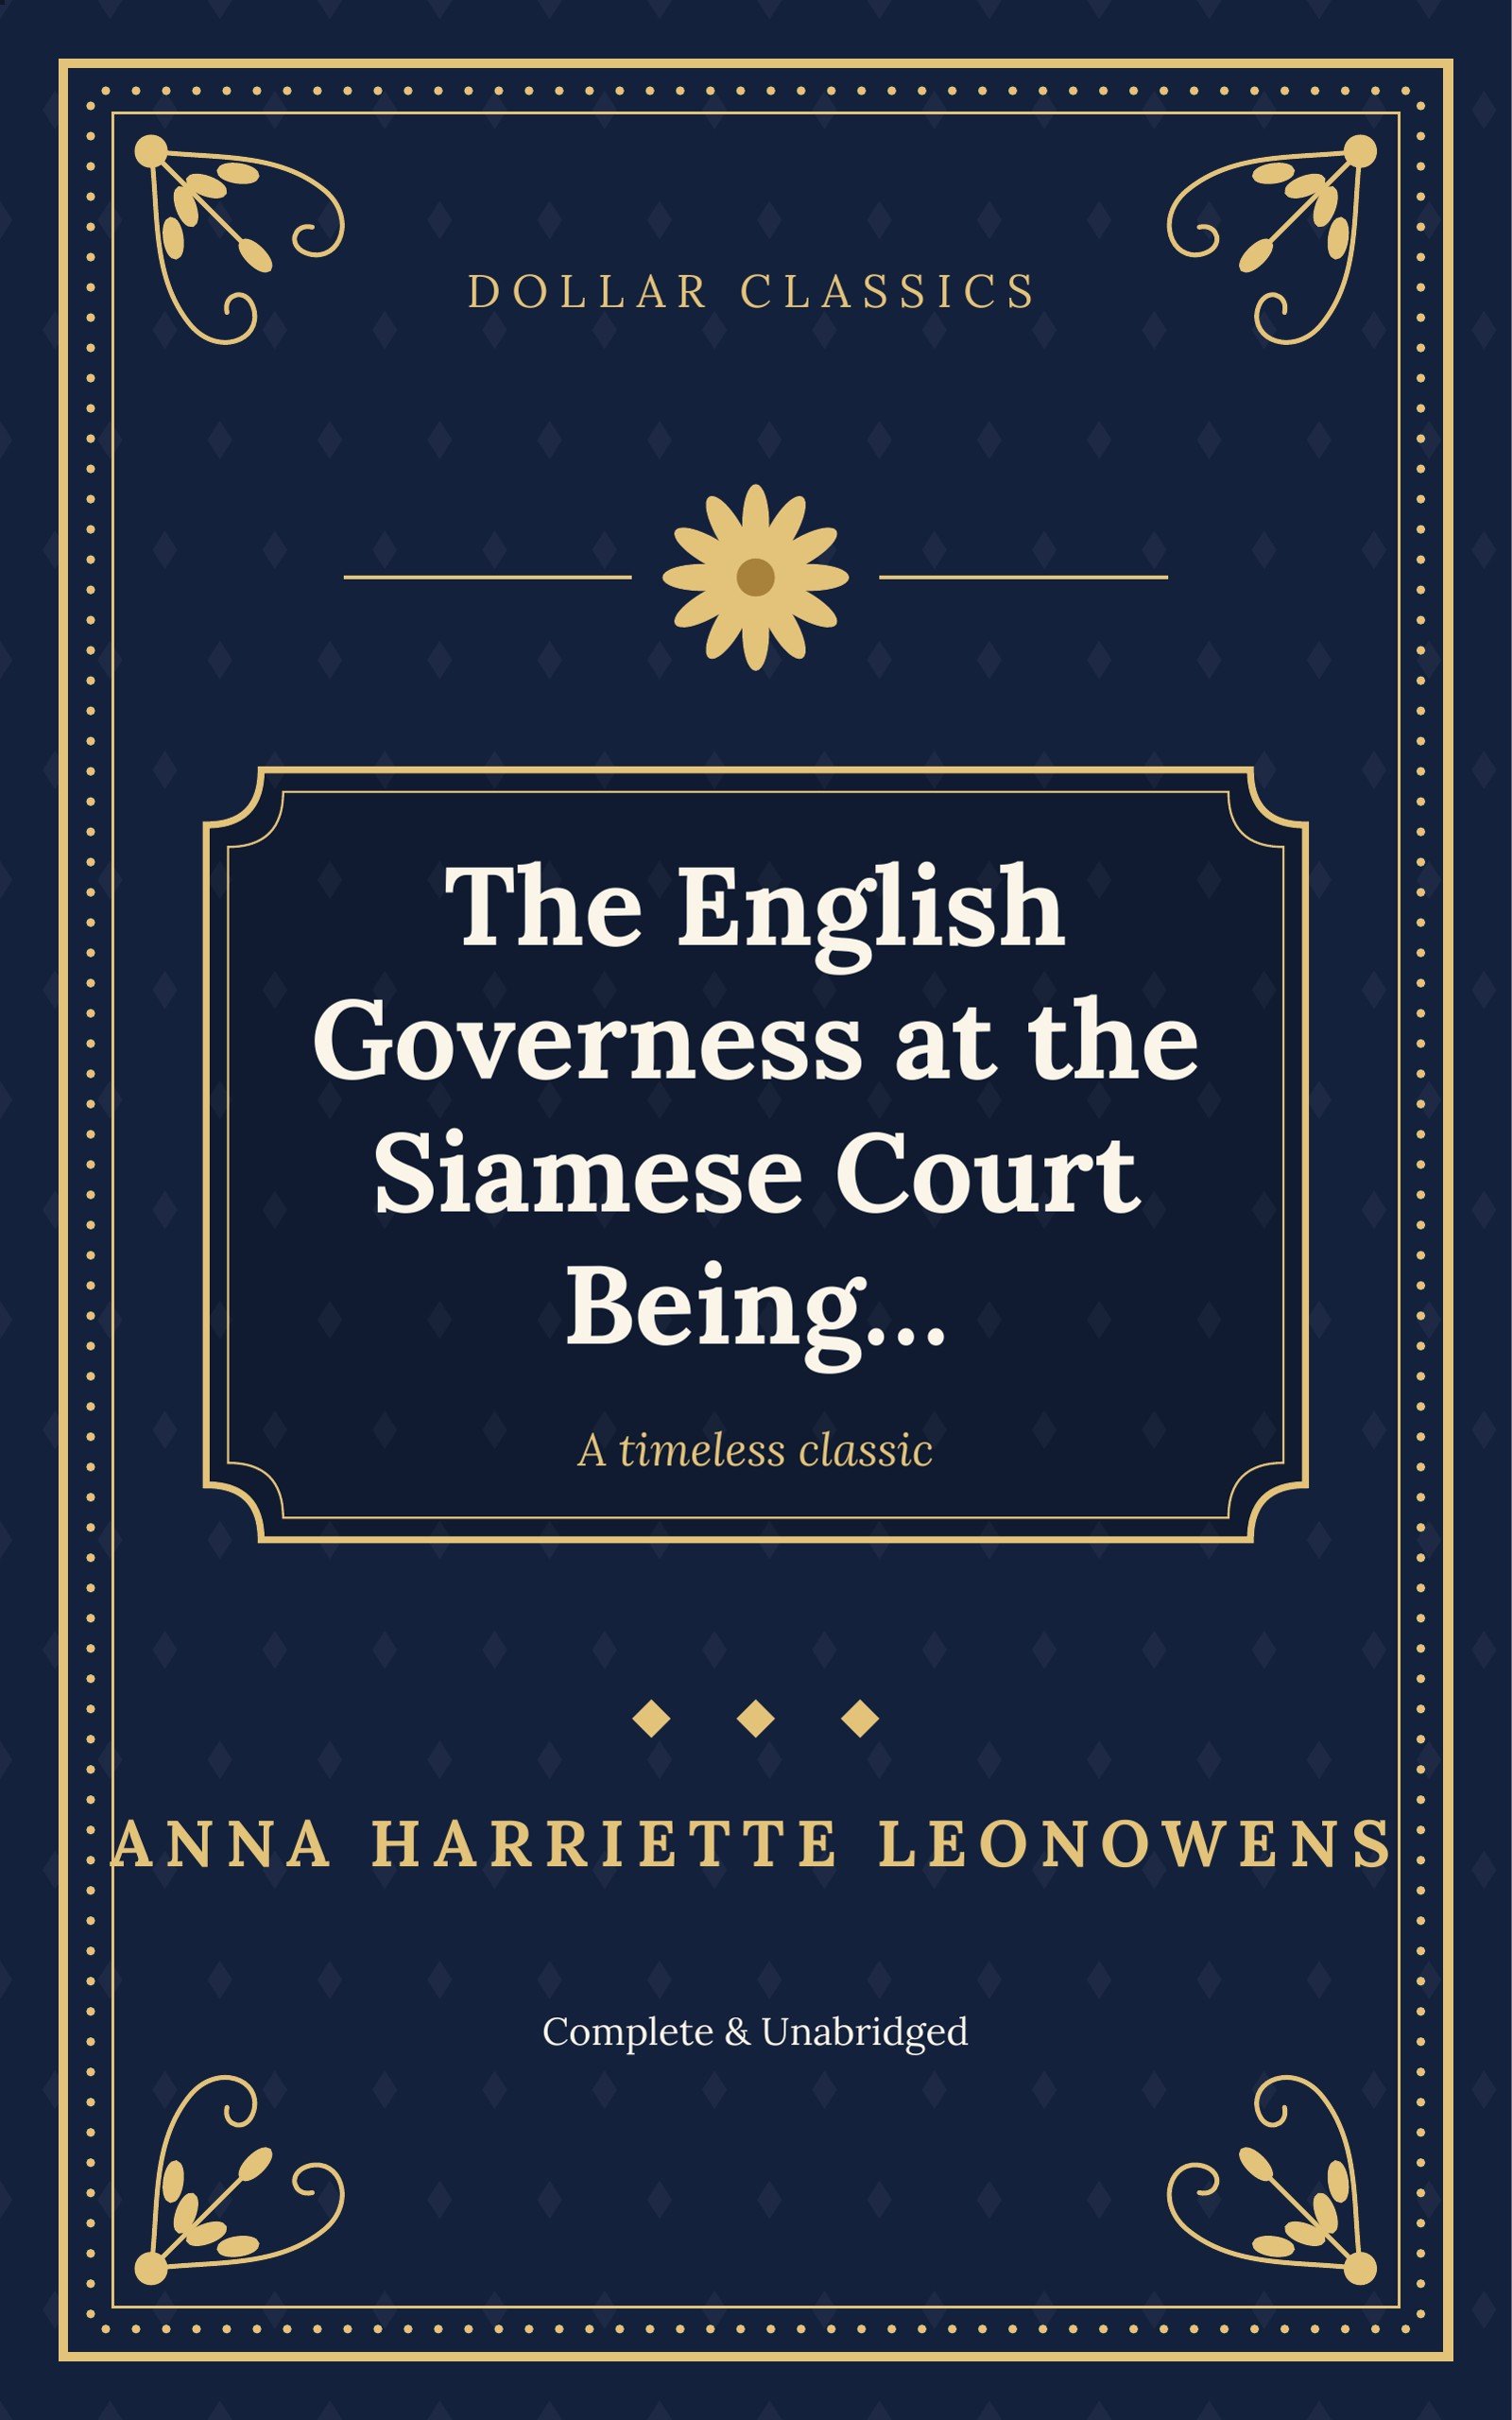 DOLLAR CLASSICS
The English
Governess at the
Siamese Court
Being...
A timeless classic
ANNA HARRIETTE LEONOWENS
Complete & Unabridged